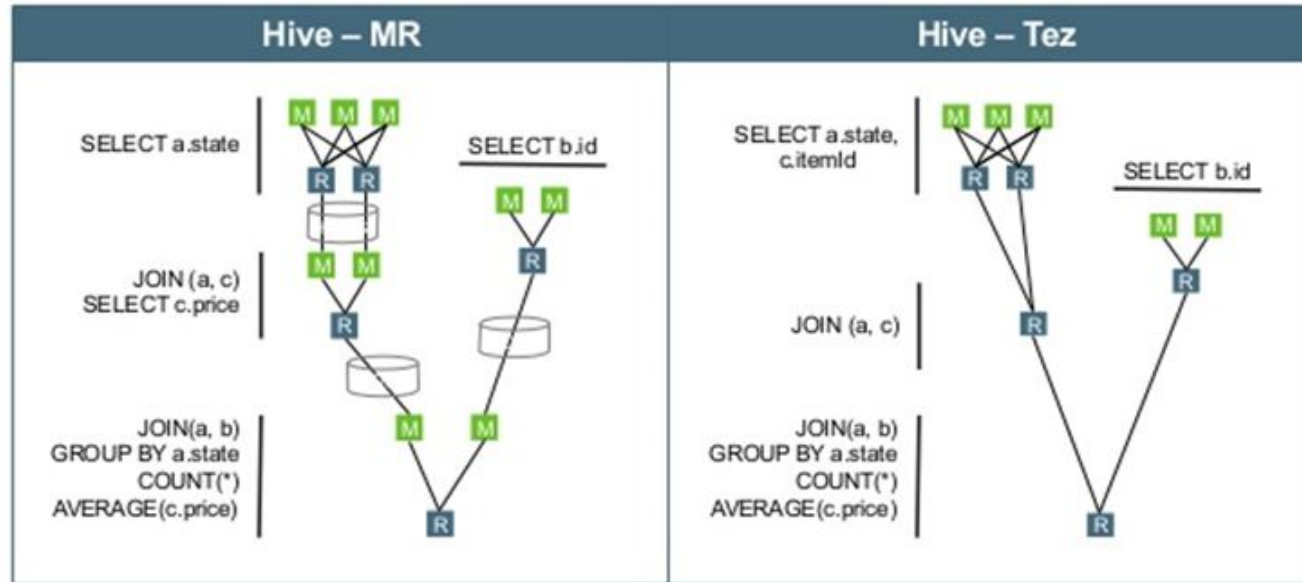 Hive – MR
SELECT a.state
M M M
R R
SELECT b.id
M M
R
JOIN (a, c)
SELECT c.price
M M
R
JOIN(a, b)
GROUP BY a.state
COUNT(*)
AVERAGE(c.price)
M M
R
Hive – Tez
SELECT a.state,
c.itemId
M M M
R R
SELECT b.id
M M
R
JOIN (a, c)
R
JOIN(a, b)
GROUP BY a.state
COUNT(*)
AVERAGE(c.price)
R